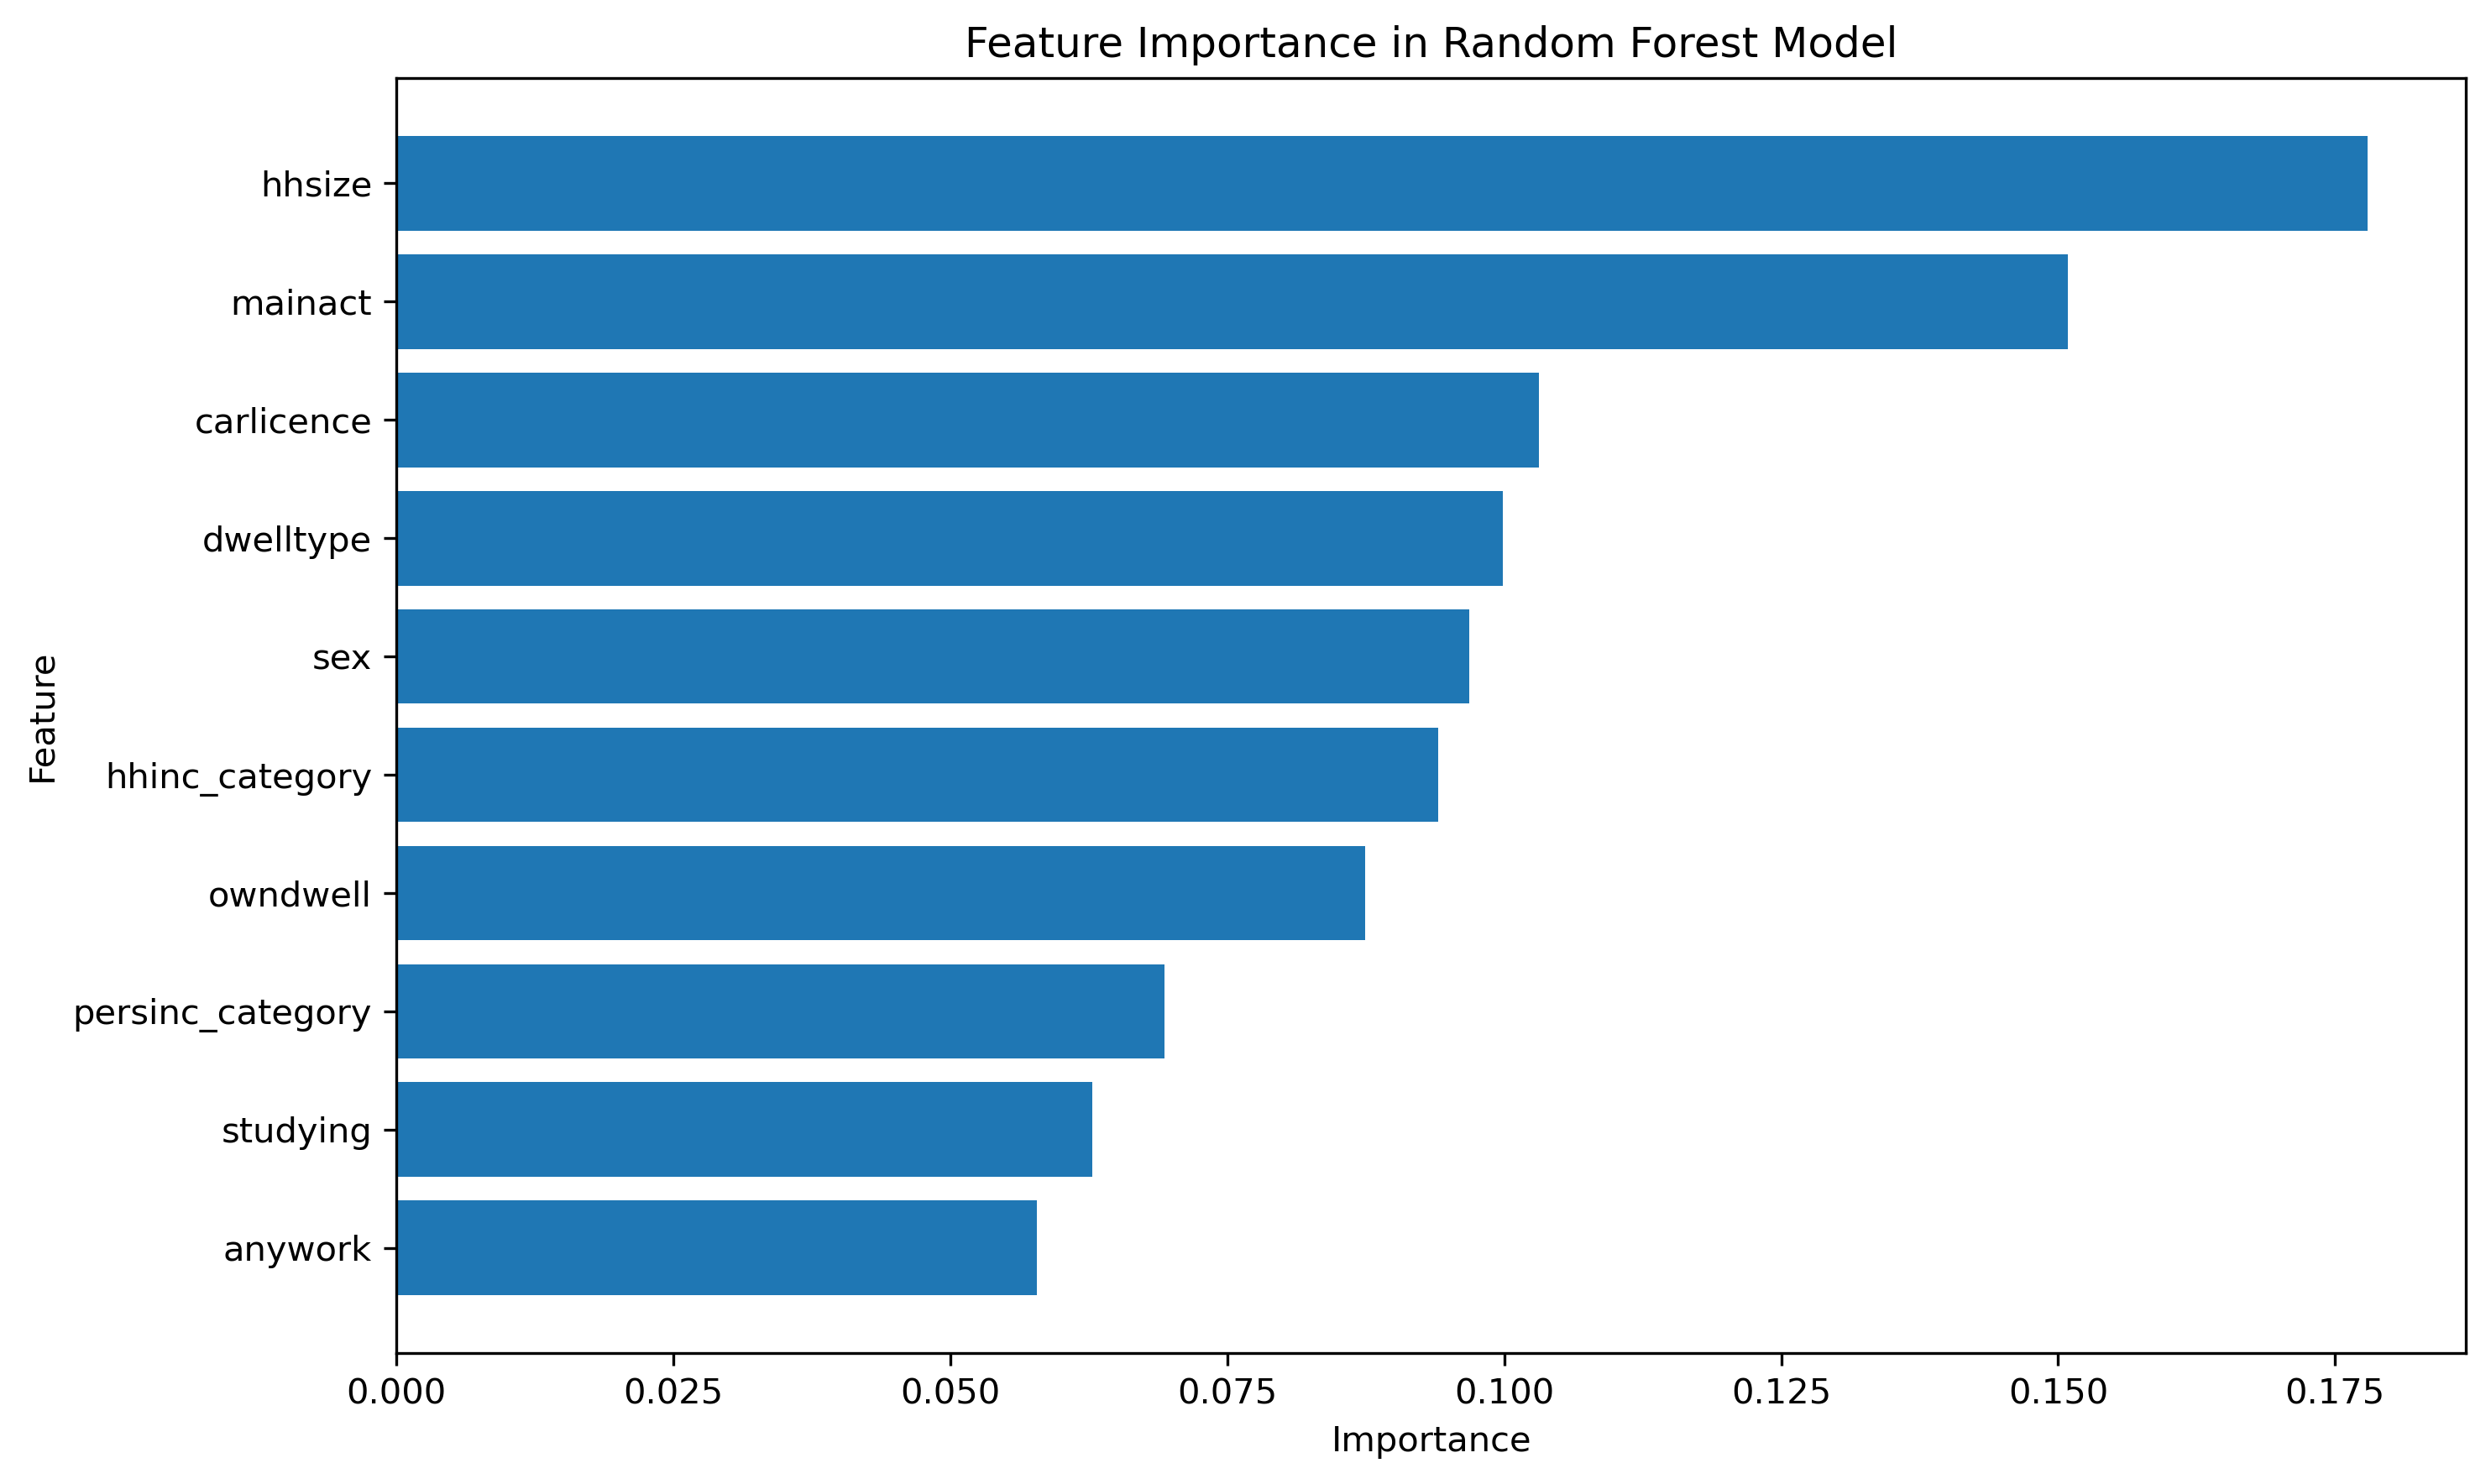 Feature Importance in Random Forest Model
Feature
hhsize
mainact
carlicence
dwelltype
sex
hhinc_category
owndwell
persinc_category
studying
anywork
0.000 0.025 0.050 0.075 0.100 0.125 0.150 0.175
Importance